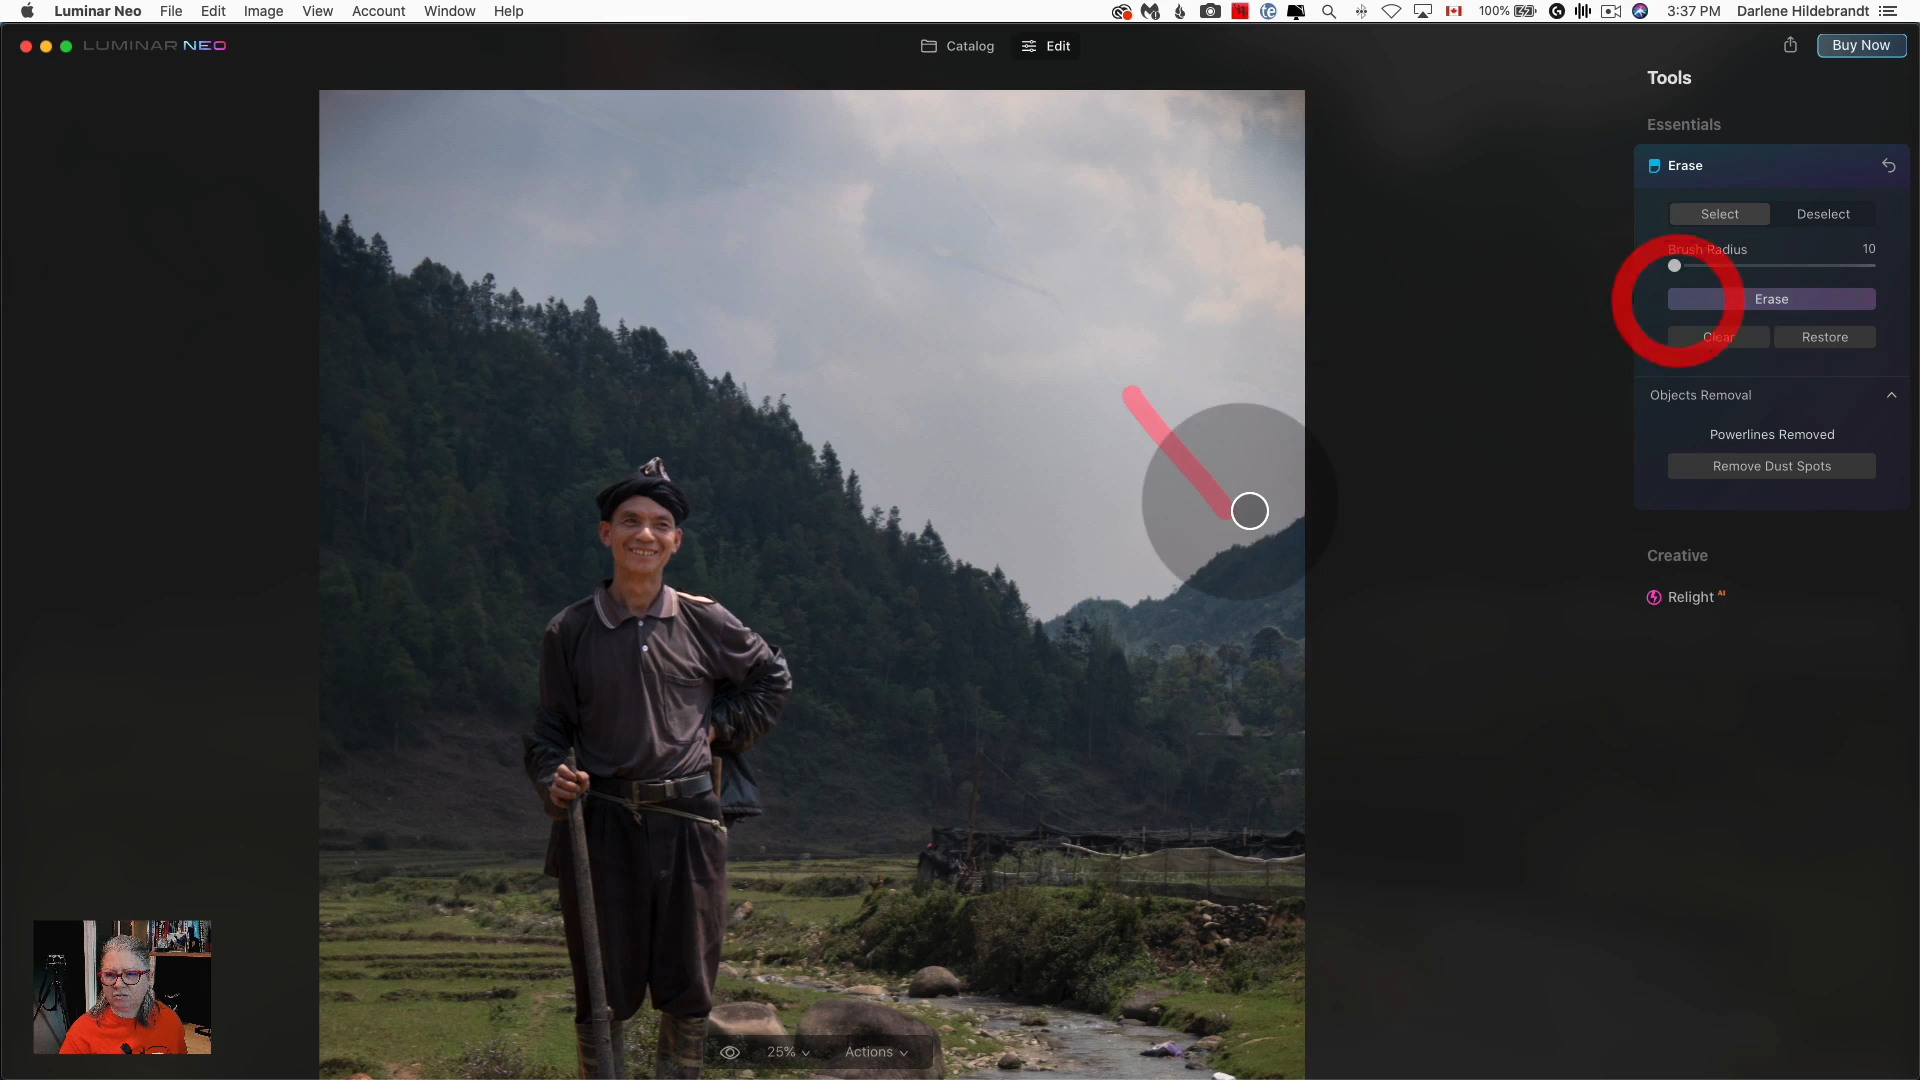 Luminar Neo File Edit Image View Account Window Help 100% 3:37 PM Darlene Hildebrandt
LUMINAR NEO Catalog Edit Buy Now
Tools
Essentials
Erase
Select Deselect
Brush Radius 10
Erase
Clear Restore
Objects Removal
Powerlines Removed
Remove Dust Spots
Creative
Relight AI
25% Actions